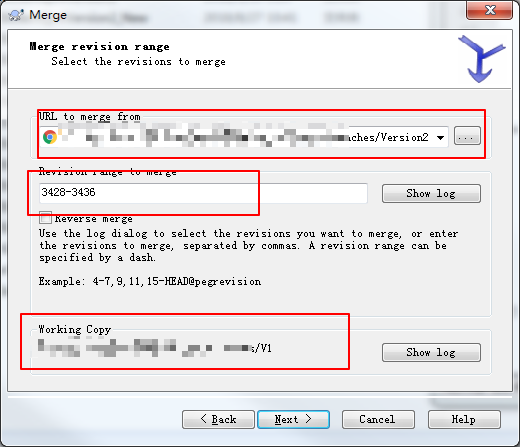 Merge
Merge revision range
Select the revisions to merge
URL to merge from
nches/Version2
...
Revision range to merge
3428-3436
Show log
Reverse merge
Use the log dialog to select the revisions you want to merge, or enter
the revisions to merge, separated by commas. A revision range can be
specified by a dash.
Example: 4-7,9,11,15-HEAD@pegrevision
Working Copy
/V1
Show log
< Back
Next >
Cancel
Help